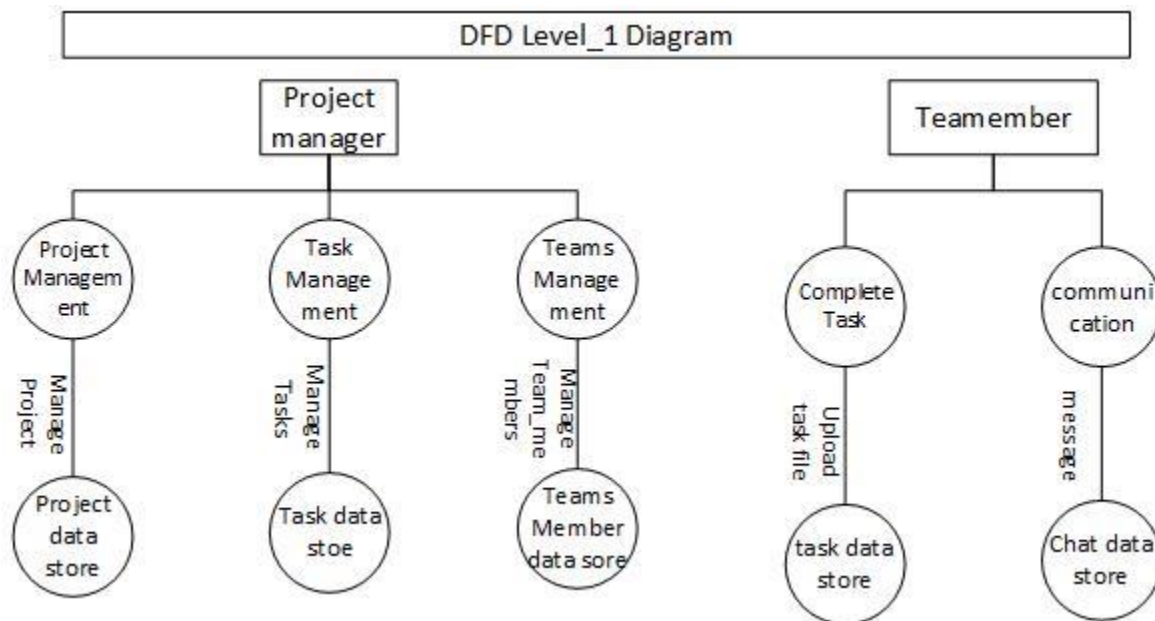 DFD Level_1 Diagram
Project
manager
Teamember
Project
Managem
ent
Task
Manage
ment
Teams
Manage
ment
Complete
Task
communi
cation
Manage
Project
Manage
Tasks
Manage
Team_me
mbers
Upload
task file
message
Project
data
store
Task data
stoe
Teams
Member
data sore
task data
store
Chat data
store